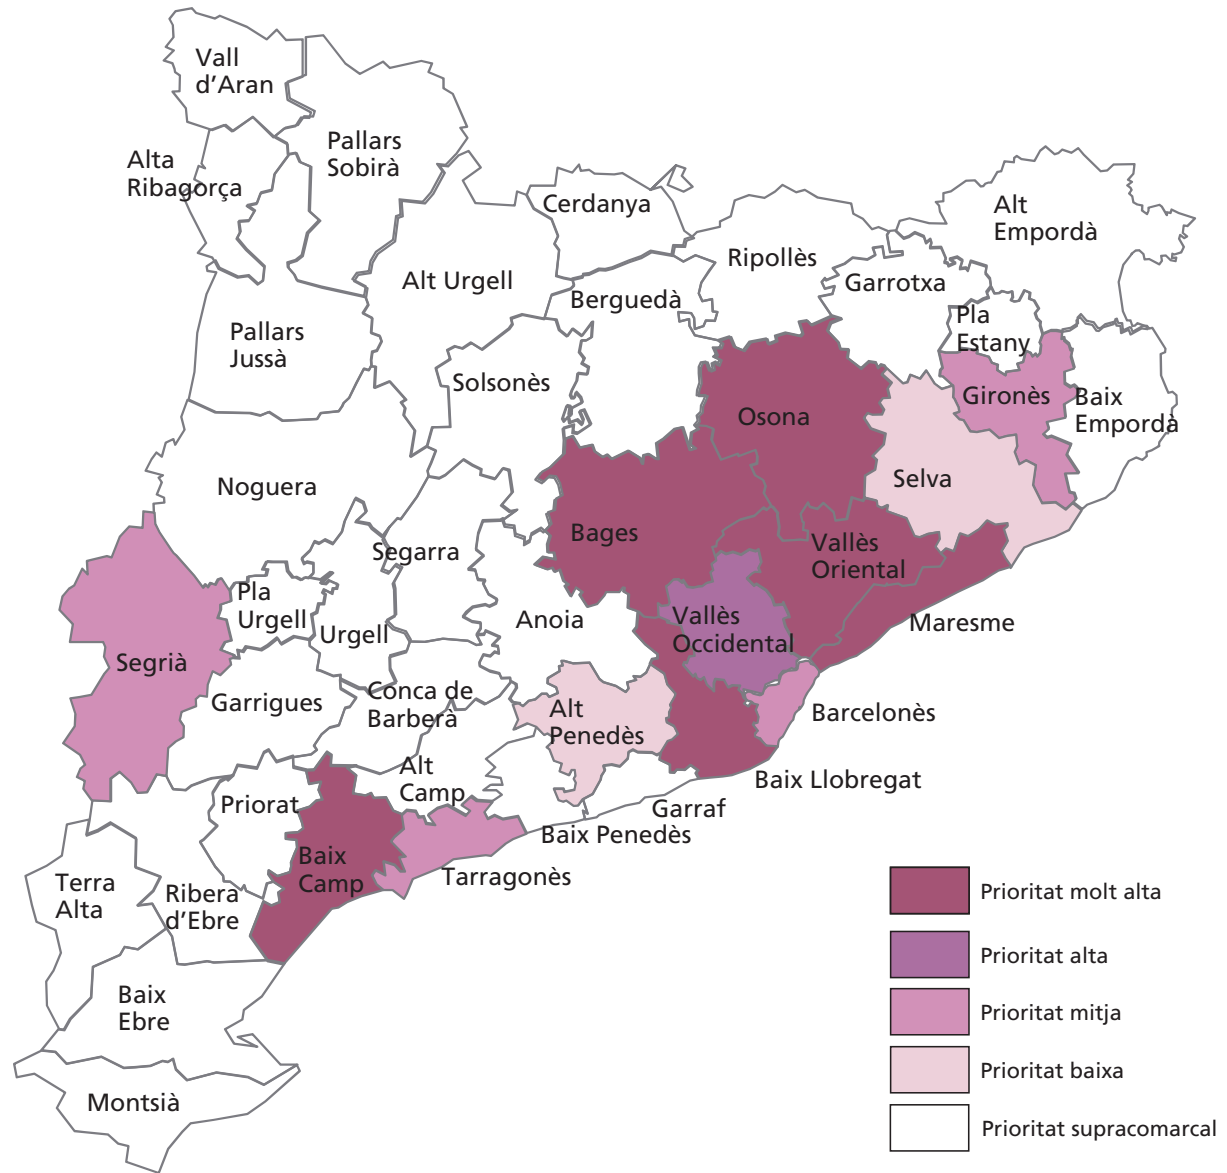 Vall
d'Aran
Pallars
Sobirà
Alta
Ribagorça
Cerdanya
Alt
Empordà
Ripollès
Alt Urgell
Garrotxa
Berguedà
Pla
Estany
Pallars
Jussà
Solsonès
Gironès
Baix
Empordà
Osona
Noguera
Selva
Bages
Segarra
Vallès
Oriental
Pla
Urgell
Urgell
Anoia
Vallès
Occidental
Maresme
Segrià
Garrigues
Conca de
Barberà
Alt
Penedès
Barcelonès
Alt
Camp
Baix Llobregat
Priorat
Garraf
Baix Penedès
Baix
Camp
Tarragonès
Terra
Alta
Ribera
d'Ebre
Baix
Ebre
Montsià
Prioritat molt alta
Prioritat alta
Prioritat mitja
Prioritat baixa
Prioritat supracomarcal